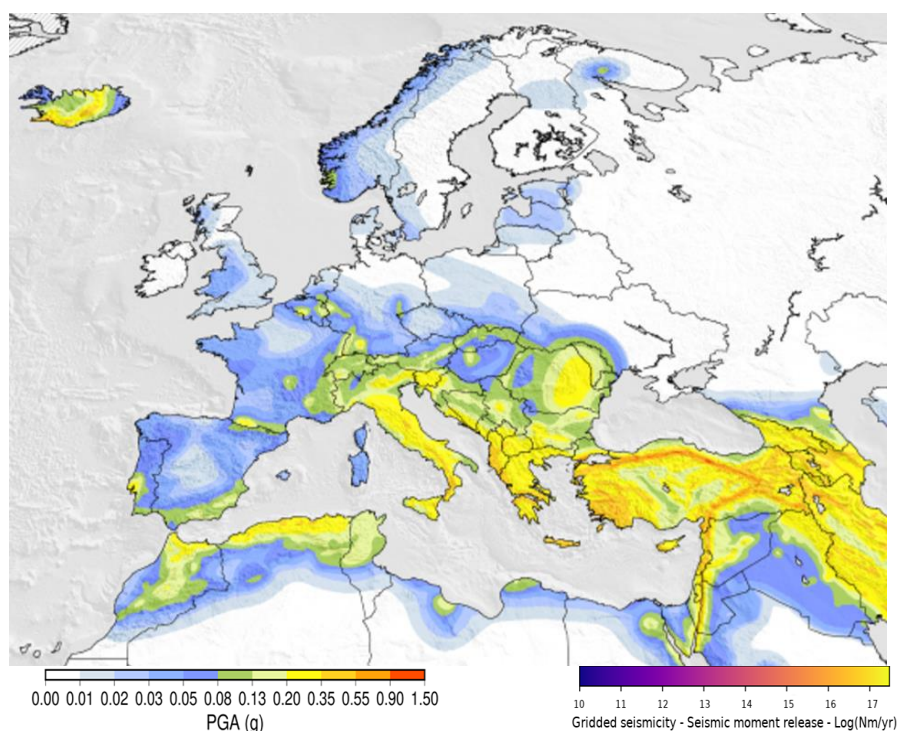 0.00 0.01 0.02 0.03 0.05 0.08 0.13 0.20 0.35 0.55 0.90 1.50
PGA (g)
10 11 12 13 14 15 16 17
Gridded seismicity - Seismic moment release - Log(Nm/yr)